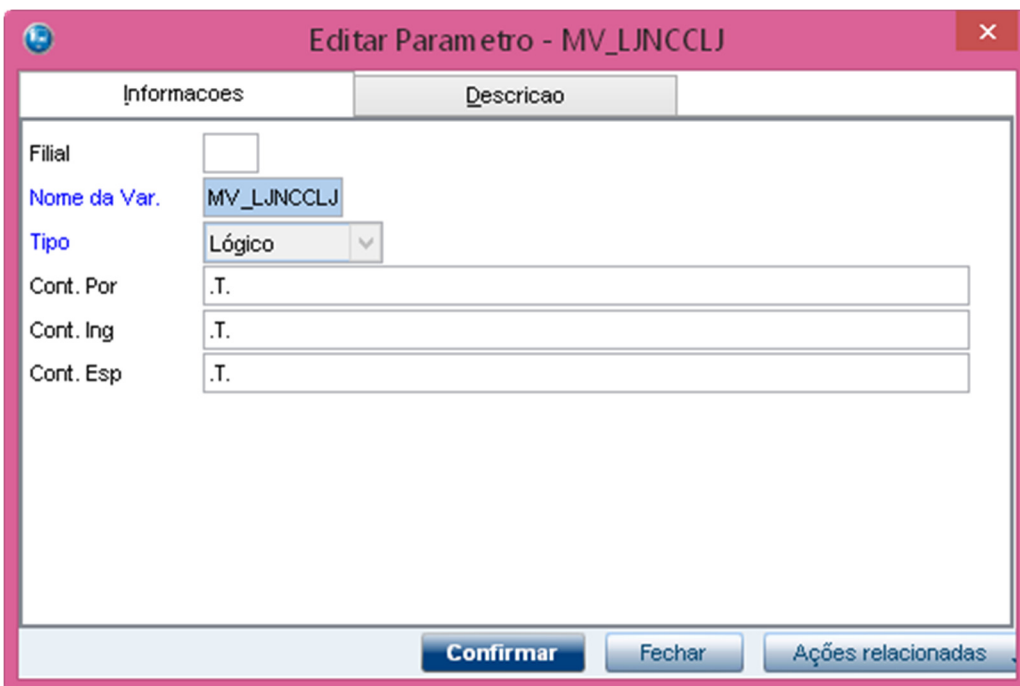 Editar Parametro - MV_LJNCCLJ
Informacoes Descricao
Filial
Nome da Var. MV_LJNCCLJ
Tipo Lógico
Cont. Por .T.
Cont. Ing .T.
Cont. Esp .T.
Confirmar Fechar Ações relacionadas